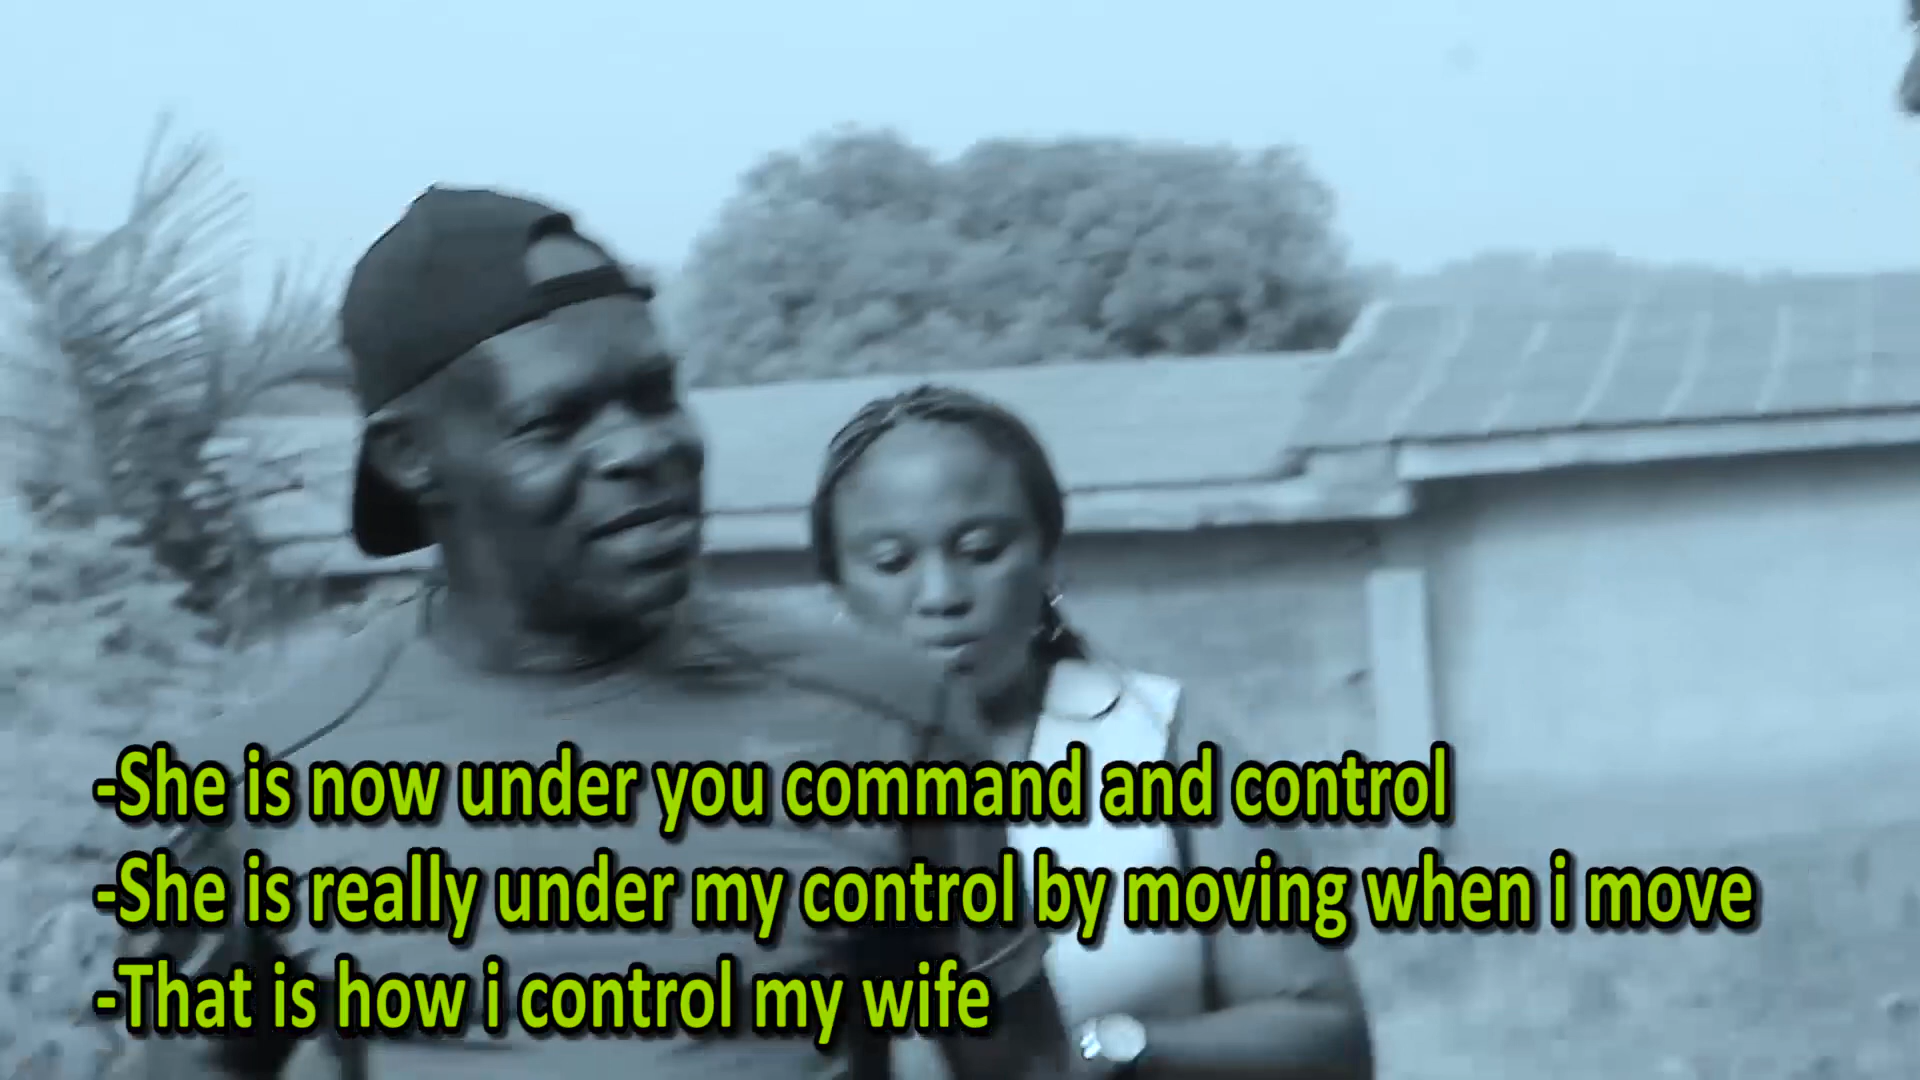 -She is now under you command and control
-She is really under my control by moving when i move
-That is how i control my wife